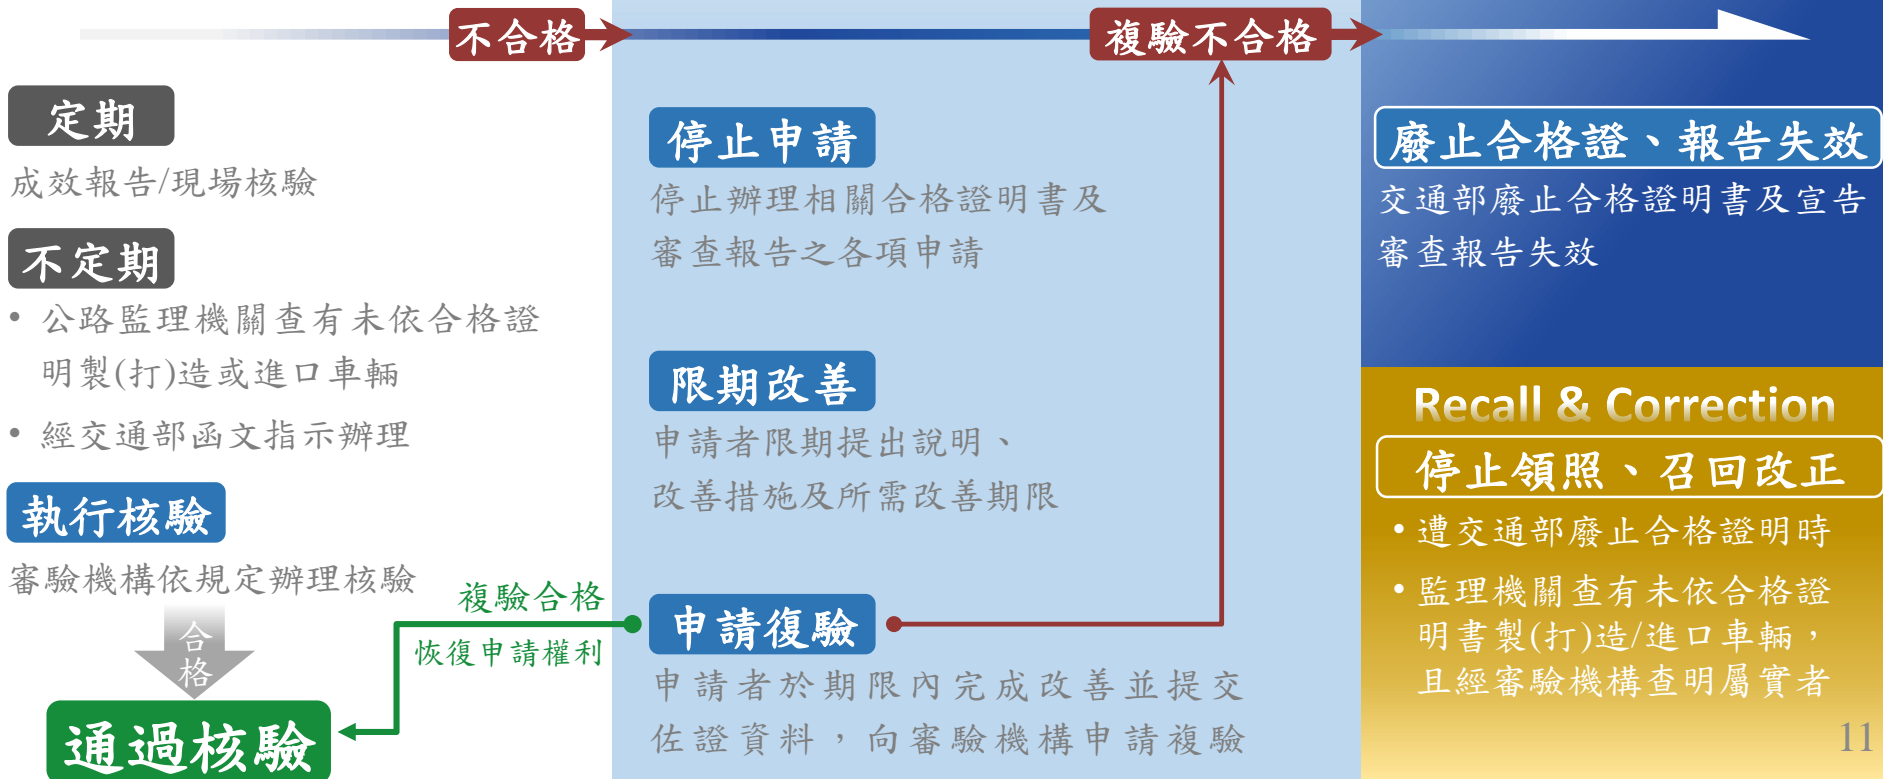 不合格
複驗不合格
定期
成效報告/現場核驗
不定期
• 公路監理機關查有未依合格證
明製(打)造或進口車輛
• 經交通部函文指示辦理
執行核驗
審驗機構依規定辦理核驗
合
格
通過核驗
複驗合格
恢復申請權利
停止申請
停止辦理相關合格證明書及
審查報告之各項申請
限期改善
申請者限期提出說明、
改善措施及所需改善期限
申請復驗
申請者於期限內完成改善並提交
佐證資料，向審驗機構申請複驗
廢止合格證、報告失效
交通部廢止合格證明書及宣告
審查報告失效
Recall & Correction
停止領照、召回改正
• 遭交通部廢止合格證明時
• 監理機關查有未依合格證
明書製(打)造/進口車輛，
且經審驗機構查明屬實者
11